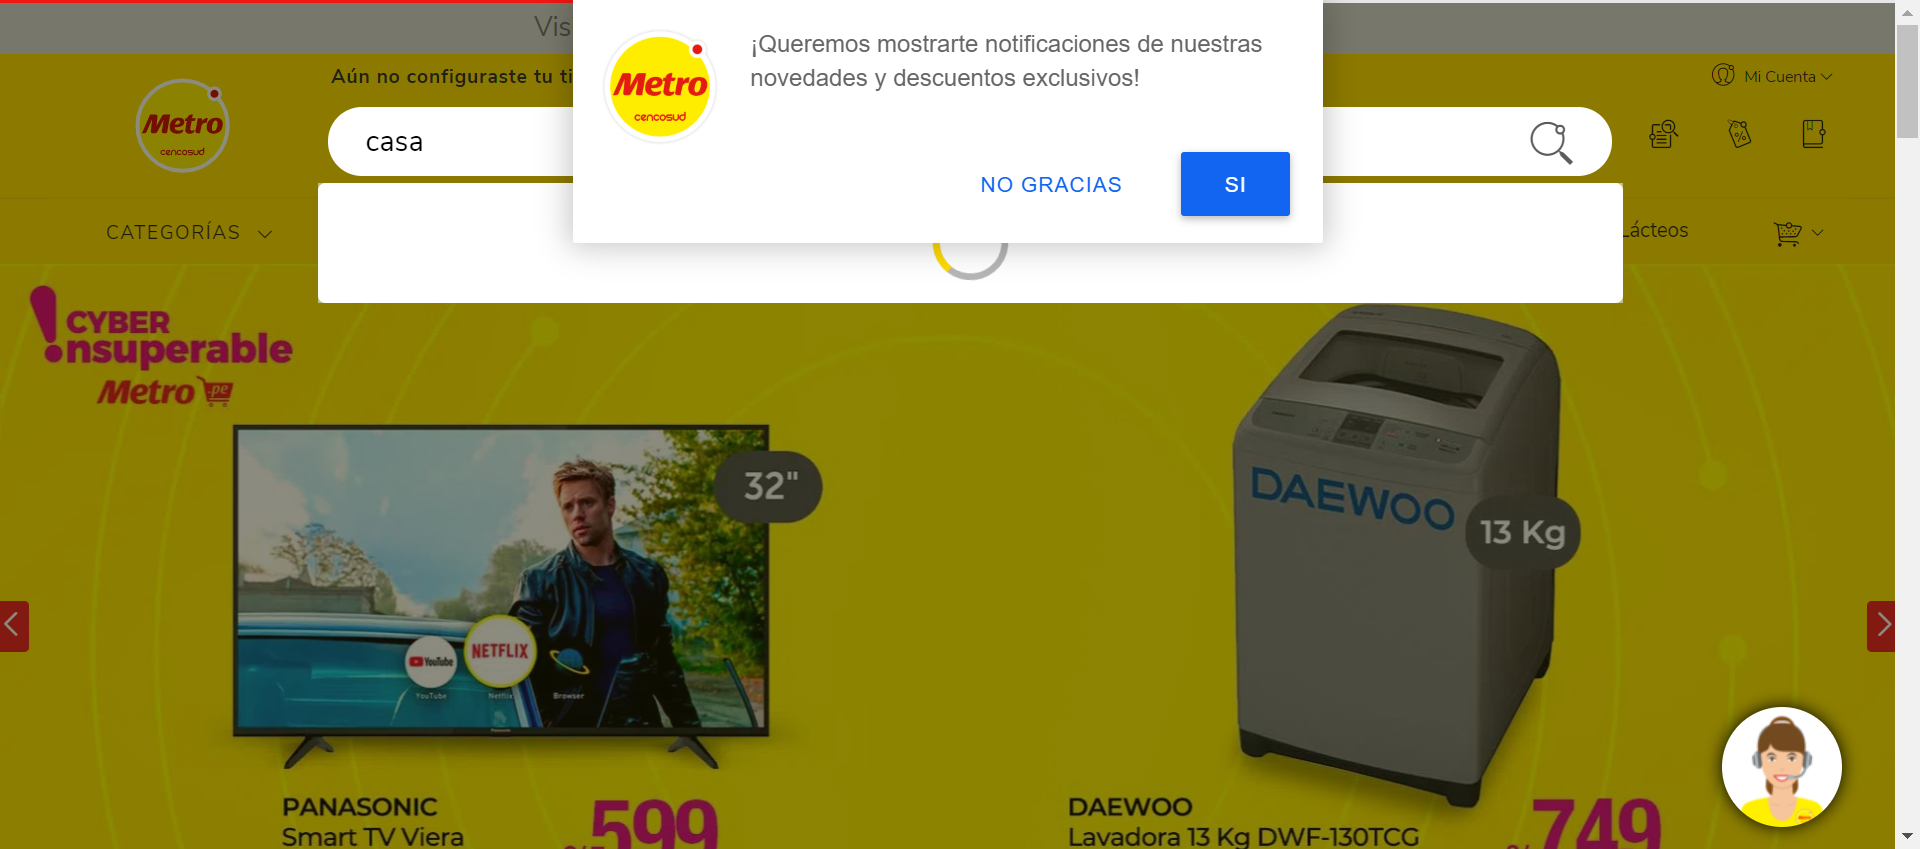 Vis
¡Queremos mostrarte notificaciones de nuestras
novedades y descuentos exclusivos!
Metro
cencosud
NO GRACIAS
SI
Aún no configuraste tu ti
Mi Cuenta
Metro
cencosud
casa
CATEGORÍAS
Lácteos
CYBER
nsuperable
Metro pe
32"
DAEWOO
13 Kg
YouTube
NETFLIX
YouTube
Netflix
Browser
Panasonic
PANASONIC
Smart TV Viera
599
DAEWOO
Lavadora 13 Kg DWF-130TCG
749